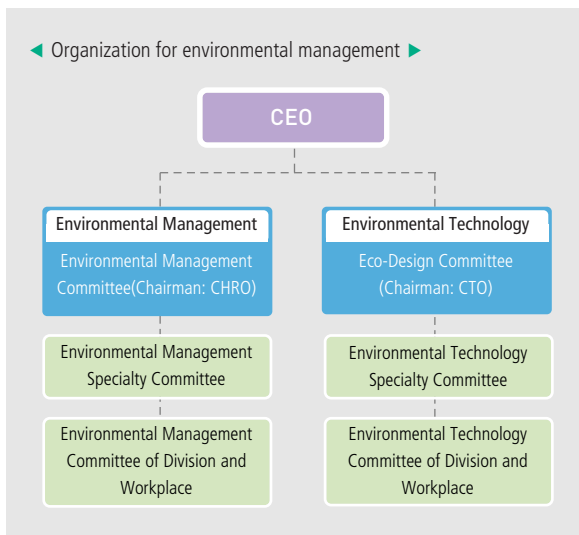 ◀ Organization for environmental management ▶
CEO
Environmental Management
Environmental Management
Committee(Chairman: CHRO)
Environmental Management
Specialty Committee
Environmental Management
Committee of Division and
Workplace
Environmental Technology
Eco-Design Committee
(Chairman: CTO)
Environmental Technology
Specialty Committee
Environmental Technology
Committee of Division and
Workplace